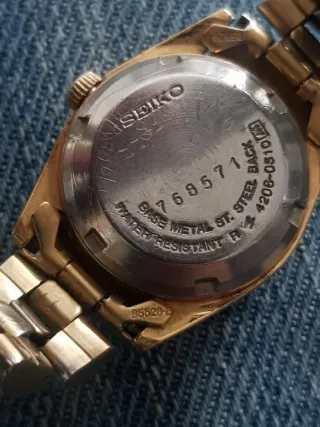 SEIKO
768571
BASE METAL ST. STEEL BACK
WATER RESISTANT R
4206-0510